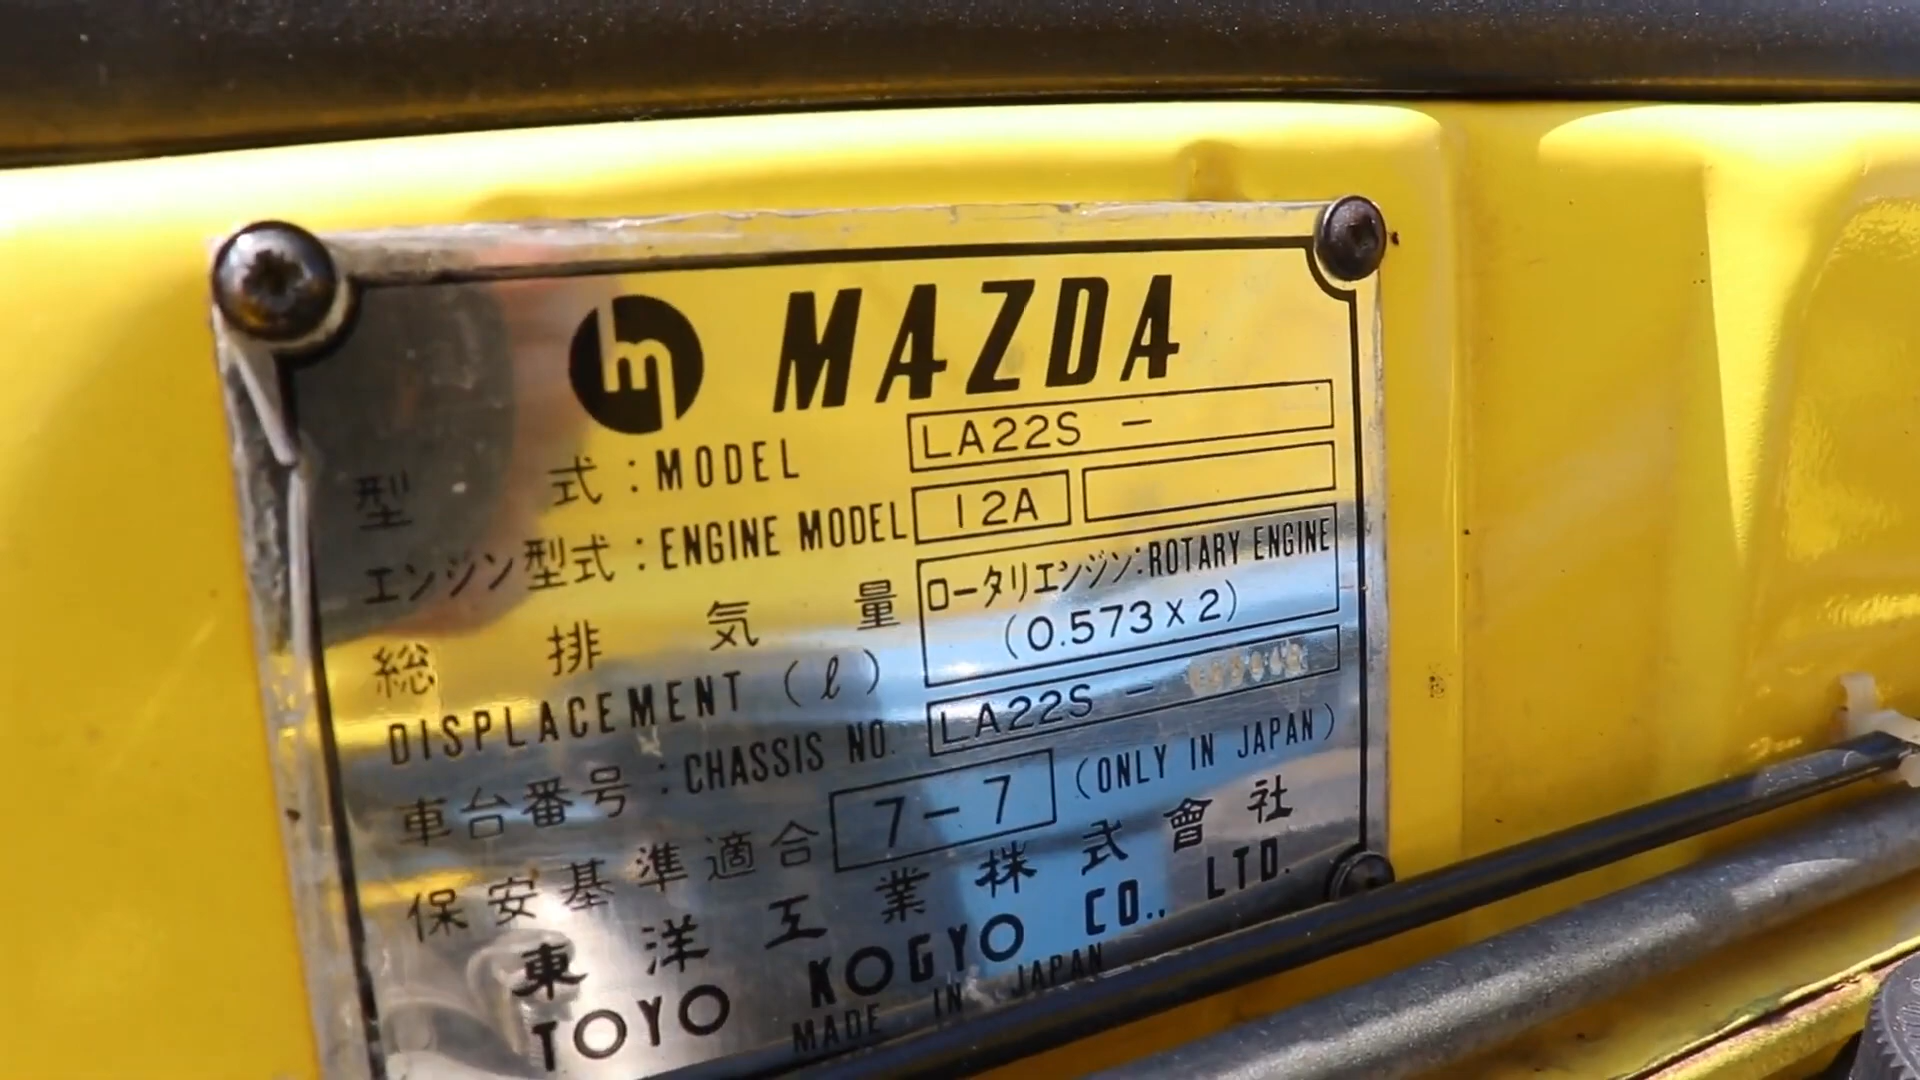 MAZDA
型式:MODEL LA22S -
エンジン型式:ENGINE MODEL 12A
総排気量 ロータリエンジン:ROTARY ENGINE
DISPLACEMENT (ℓ) (0.573 x 2)
車台番号:CHASSIS NO. LA22S -
保安基準適合 7-7 (ONLY IN JAPAN)
東洋工業株式會社
TOYO KOGYO CO., LTD.
MADE IN JAPAN